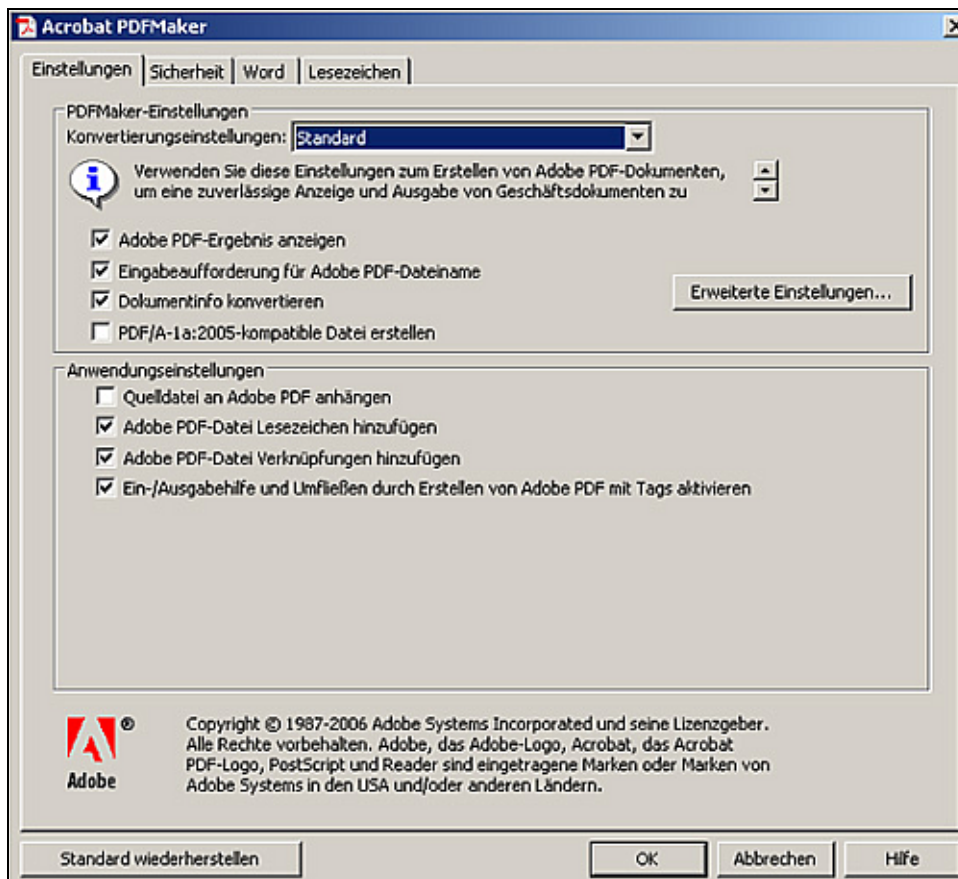 Acrobat PDFMaker
Einstellungen Sicherheit Word Lesezeichen
PDFMaker-Einstellungen
Konvertierungseinstellungen: Standard
Verwenden Sie diese Einstellungen zum Erstellen von Adobe PDF-Dokumenten,
um eine zuverlässige Anzeige und Ausgabe von Geschäftsdokumenten zu
Adobe PDF-Ergebnis anzeigen
Eingabeaufforderung für Adobe PDF-Dateiname
Dokumentinfo konvertieren
Erweiterte Einstellungen...
PDF/A-1a:2005-kompatible Datei erstellen
Anwendungseinstellungen
Quelldatei an Adobe PDF anhängen
Adobe PDF-Datei Lesezeichen hinzufügen
Adobe PDF-Datei Verknüpfungen hinzufügen
Ein-/Ausgabehilfe und Umfließen durch Erstellen von Adobe PDF mit Tags aktivieren
®
Adobe
Copyright © 1987-2006 Adobe Systems Incorporated und seine Lizenzgeber.
Alle Rechte vorbehalten. Adobe, das Adobe-Logo, Acrobat, das Acrobat
PDF-Logo, PostScript und Reader sind eingetragene Marken oder Marken von
Adobe Systems in den USA und/oder anderen Ländern.
Standard wiederherstellen OK Abbrechen Hilfe